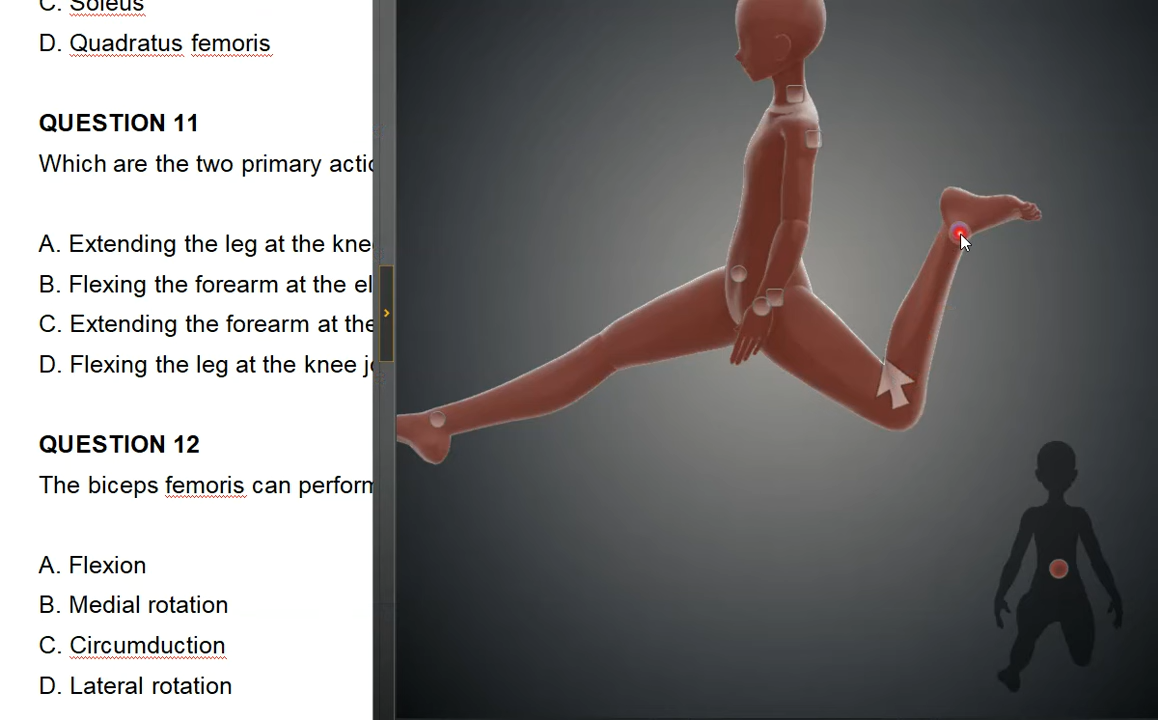 C. Soleus
D. Quadratus femoris
QUESTION 11
Which are the two primary actio
A. Extending the leg at the kne
B. Flexing the forearm at the el
C. Extending the forearm at the
D. Flexing the leg at the knee jo
QUESTION 12
The biceps femoris can perform
A. Flexion
B. Medial rotation
C. Circumduction
D. Lateral rotation